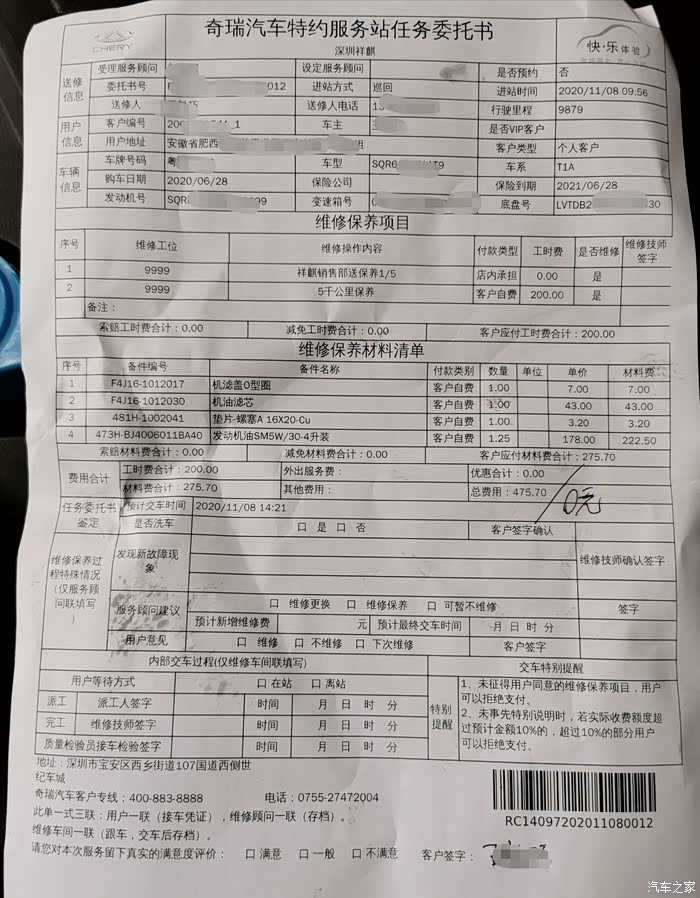 CHERY
奇瑞汽车特约服务站任务委托书
深圳祥麒
快·乐体验
送修信息 受理服务顾问 设定服务顾问 是否预约 否
委托书号 012 进站方式 巡回 进站时间 2020/11/08 09:56
送修人 送修人电话 13 行驶里程 9879
用户信息 客户编号 200 _1 车主 是否VIP客户
用户地址 安徽省肥西 组 客户类型 个人客户
车辆信息 车牌号码 粤 车型 SQR6 T9 车系 T1A
购车日期 2020/06/28 保险公司 保险到期 2021/06/28
发动机号 SQR 699 变速箱号 底盘号 LVTDB2 30
维修保养项目
序号 维修工位 维修操作内容 付款类型 工时费 是否维修 维修技师签字
1 9999 祥麒销售部送保养1/5 店内承担 0.00 是
2 9999 5千公里保养 客户自费 200.00 是
备注：
索赔工时费合计：0.00 减免工时费合计：0.00 客户应付工时费合计：200.00
维修保养材料清单
序号 备件编号 备件名称 付款类别 数量 单位 单价 材料费
1 F4J16-1012017 机滤盖O型圈 客户自费 1.00 7.00 7.00
2 F4J16-1012030 机油滤芯 客户自费 1.00 43.00 43.00
3 481H-1002041 垫片-螺塞A 16X20-Cu 客户自费 1.00 3.20 3.20
4 473H-BJ4006011BA40 发动机油SM5W/30-4升装 客户自费 1.25 178.00 222.50
索赔材料费合计：0.00 减免材料费合计：0.00 客户应付材料费合计：275.70
费用合计 工时费合计：200.00 外出服务费： 优惠合计：0.00
材料费合计：275.70 其他费用： 总费用：475.70 /0元
任务委托书鉴定 预计交车时间 2020/11/08 14:21
是否洗车 □ 是 □ 否 客户签字确认
维修保养过程特殊情况（仅服务顾问联填写） 发现新故障现象 维修技师确认签字
服务顾问建议 □ 维修更换 □ 维修保养 □ 可暂不维修 签字
预计新增维修费 元 预计最终交车时间 月 日 时 分
用户意见 □ 维修 □ 不维修 □ 下次维修 客户签字
内部交车过程(仅维修车间联填写) 交车特别提醒
用户等待方式 □ 在站 □ 离站
派工 派工人签字 时间 月 日 时 分
完工 维修技师签字 时间 月 日 时 分
质量检验员接车检验签字 时间 月 日 时 分
特别提醒
1、未征得用户同意的维修保养项目，用户可以拒绝支付。
2、未事先特别说明时，若实际收费额度超过预计金额10%的，超过10%的部分用户可以拒绝支付。
地址：深圳市宝安区西乡街道107国道西侧世
纪车城
奇瑞汽车客户专线：400-883-8888 电话：0755-27472004
此单一式三联：用户一联（接车凭证），维修顾问一联（存档）。
维修车间一联（跟车，交车后存档）。
请您对本次服务留下真实的满意度评价： □ 满意 □ 一般 □ 不满意 客户签字：
RC14097202011080012
汽车之家